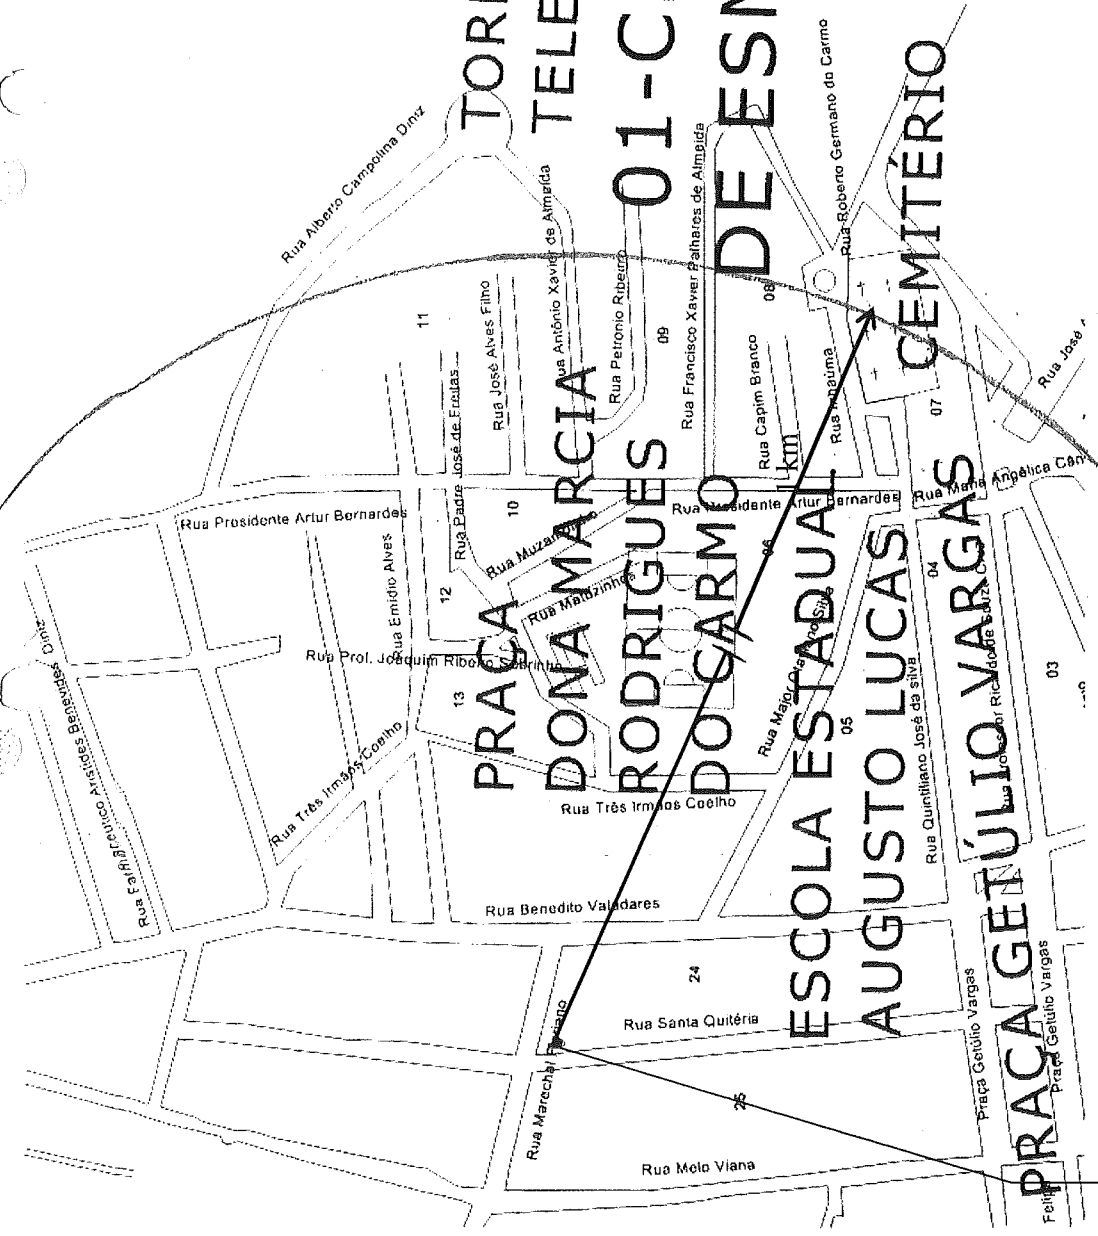 TELE
01-C
DE ESM
CEMITÉRIO
PRAÇA
DONA MARCIA
RODRIGUES
DO CARMO
ESCOLA ESTADUAL
AUGUSTO LUCAS
PRAÇA GETÚLIO VARGAS
1 km
Rua Alberto Campolina Diniz
Rua Antônio Xavier de Almeida
Rua José Alves Filho
Rua Petronio Ribeiro
Rua Francisco Xavier Palhares de Almeida
Rua Roberto Germano do Carmo
Rua Capim Branco
Rua José
Rua Padre José de Freitas
Rua Presidente Artur Bernardes
Rua Presidente Artur Bernardes
Rua Maria Angélica
Rua Emidio Alves
Rua Matozinhos
Rua Prof. Joaquim Ribeiro Sobrinho
Rua Três Irmãos Coelho
Rua Três Irmãos Coelho
Rua Quintiliano José da silva
Rua Benedito Valadares
Rua Santa Quitéria
Rua Marechal
Rua Melo Viana
Praça Getúlio Vargas
Praça Getúlio Vargas
11
09
08
07
10
12
13
06
04
05
03
24
25